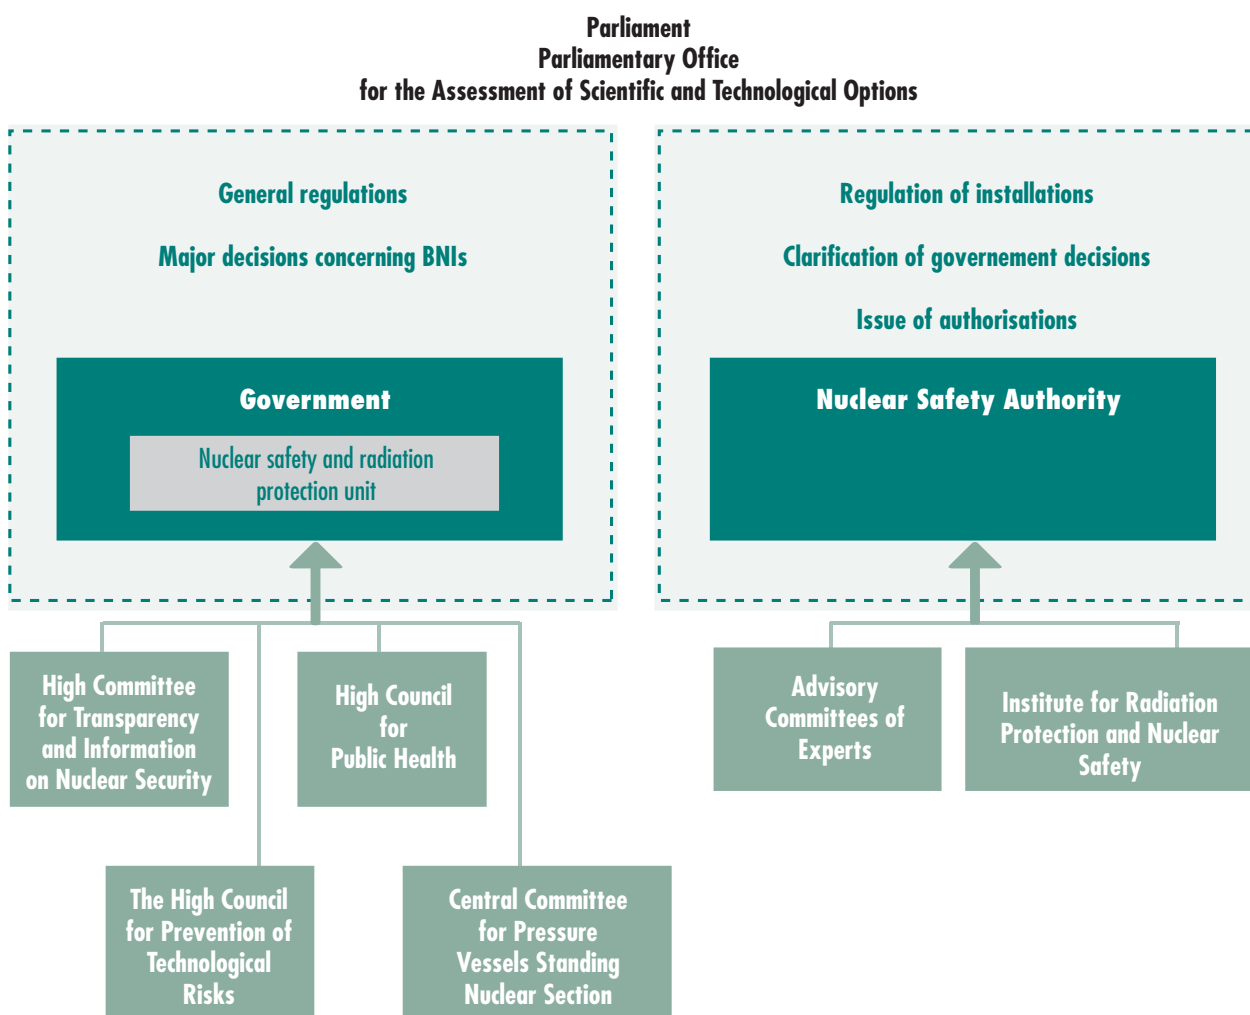 Parliament
Parliamentary Office
for the Assessment of Scientific and Technological Options
General regulations
Major decisions concerning BNIs
Government
Nuclear safety and radiation
protection unit
Regulation of installations
Clarification of governement decisions
Issue of authorisations
Nuclear Safety Authority
High Committee
for Transparency
and Information
on Nuclear Security
High Council
for
Public Health
The High Council
for Prevention of
Technological
Risks
Central Committee
for Pressure
Vessels Standing
Nuclear Section
Advisory
Committees of
Experts
Institute for Radiation
Protection and Nuclear
Safety